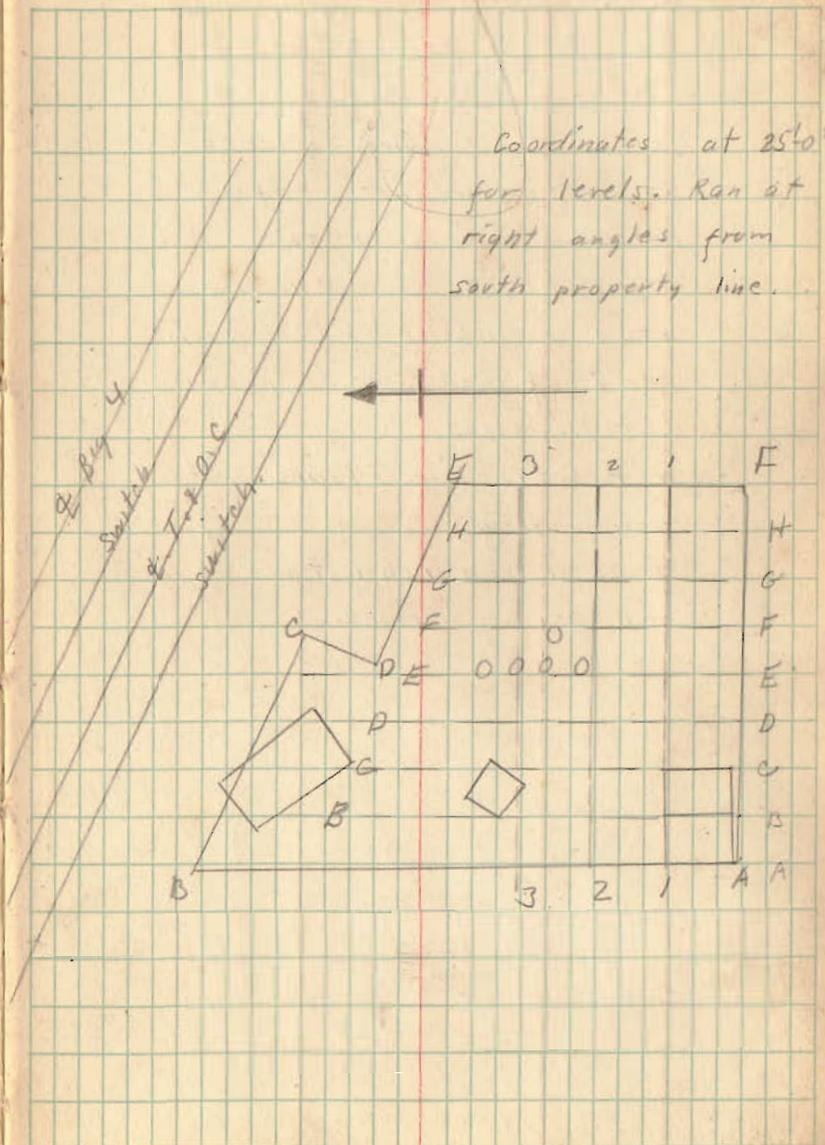 Coordinates at 25'-0
for levels. Ran at
right angles from
south property line.
℄ Big 4
switch
℄ I. & O. C
switch.
E 3 2 1 F
H H
G G
C F O F
D E O O O O E
D D
G C
B B
B 3 2 1 A A